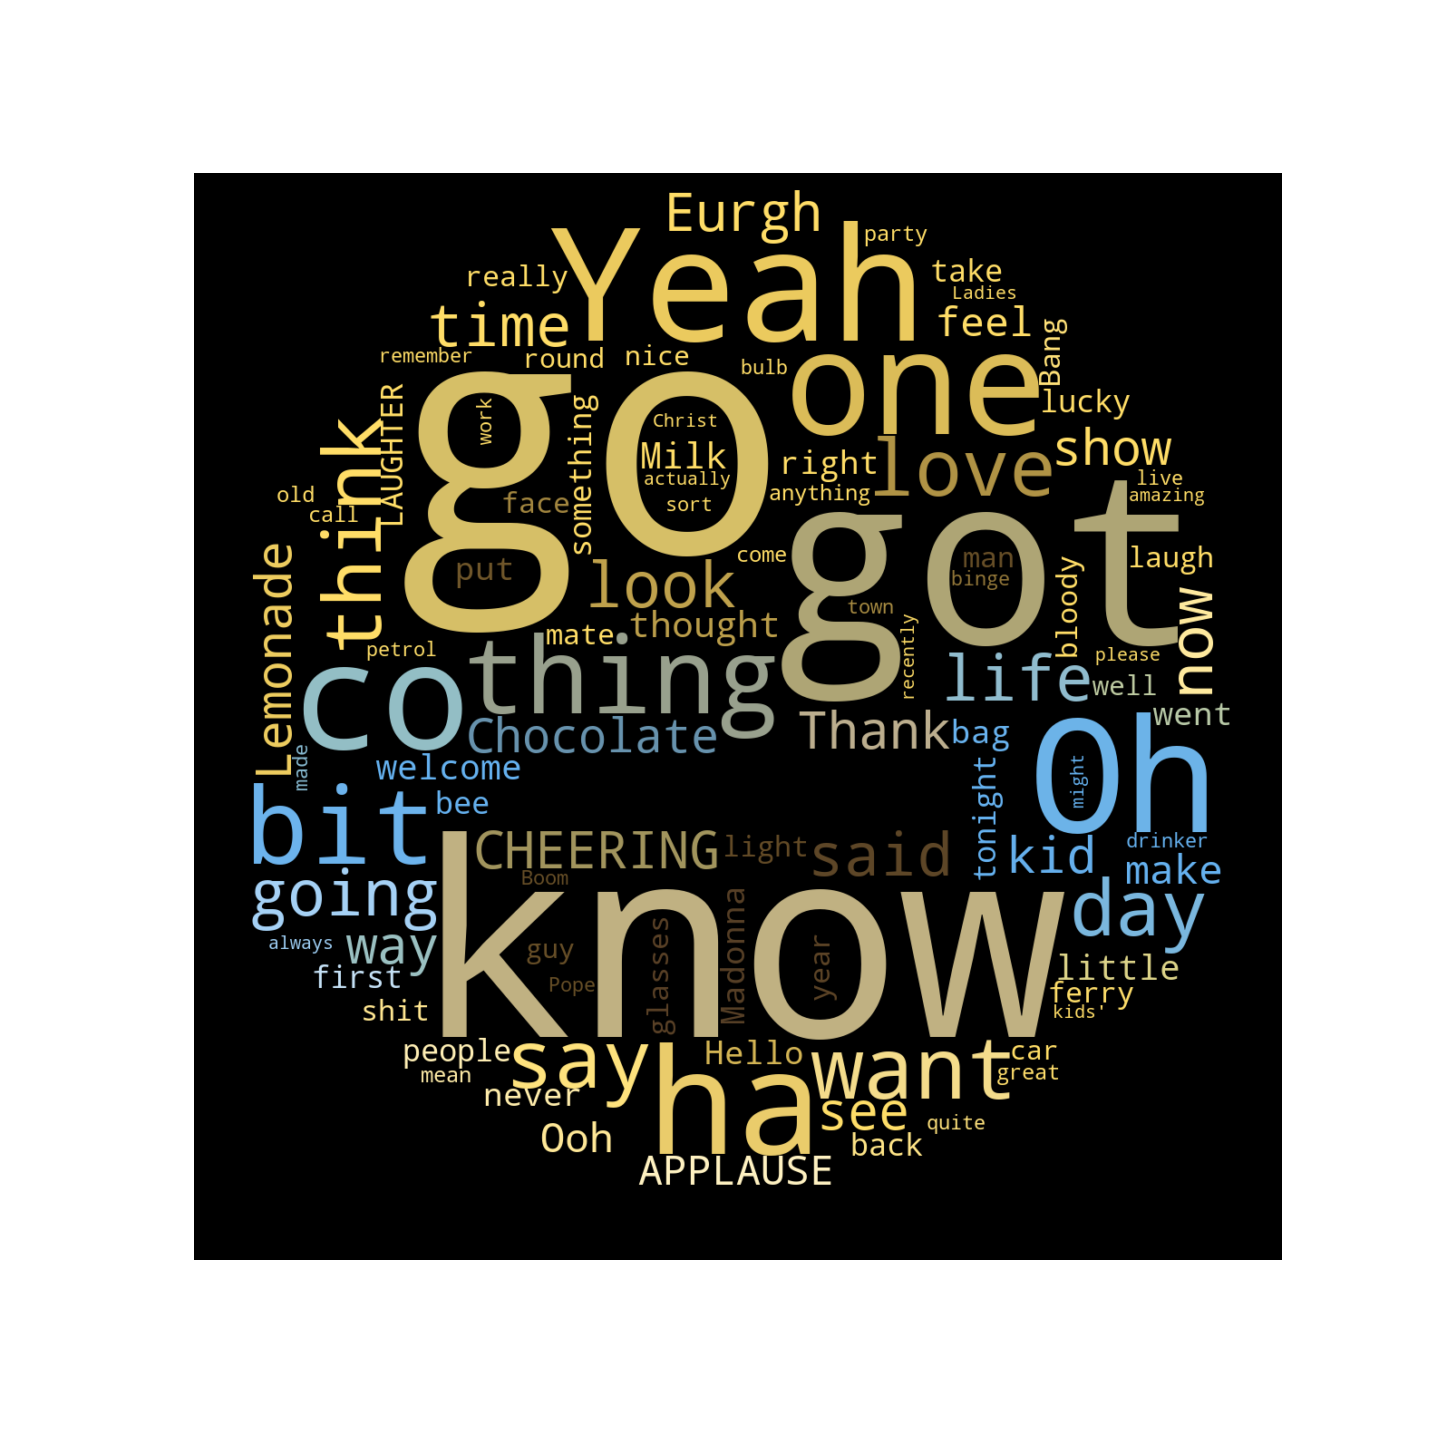 Eurgh
party
Yeah
really
take
Ladies
time
feel
Bang
remember
round
nice
bulb
one
go
lucky
LAUGHTER
work
something
Christ
Milk
actually
sort
think
right
love
show
anything
live
amazing
old
call
face
got
come
man
binge
laugh
bloody
put
look
town
Lemonade
mate
thought
recently
now
petrol
thing
life
please
well
co
Chocolate
Thank
bag
went
made
welcome
Oh
might
tonight
bit
bee
CHEERING
light
said
kid
drinker
make
going
Boom
know
day
always
way
guy
glasses
Madonna
year
first
Pope
little
ferry
kids'
shit
people
say
Hello
want
car
great
mean
never
ha
see
quite
Ooh
back
APPLAUSE